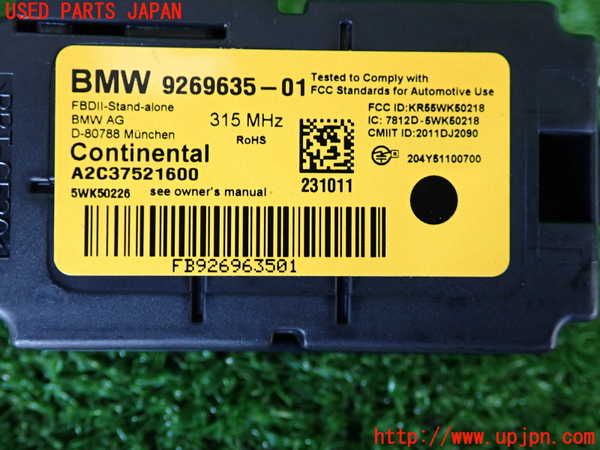 USED PARTS JAPAN
BMW 9269635-01
Tested to Comply with
FCC Standards for Automotive Use
FBDII-Stand-alone
BMW AG
D-80788 München
315 MHz
RoHS
FCC ID:KR55WK50218
IC: 7812D-5WK50218
CMIIT ID:2011DJ2090
Continental
A2C37521600
5WK50226 see owner's manual
231011
204Y51100700
FB926963501
http://www.upjpn.com/